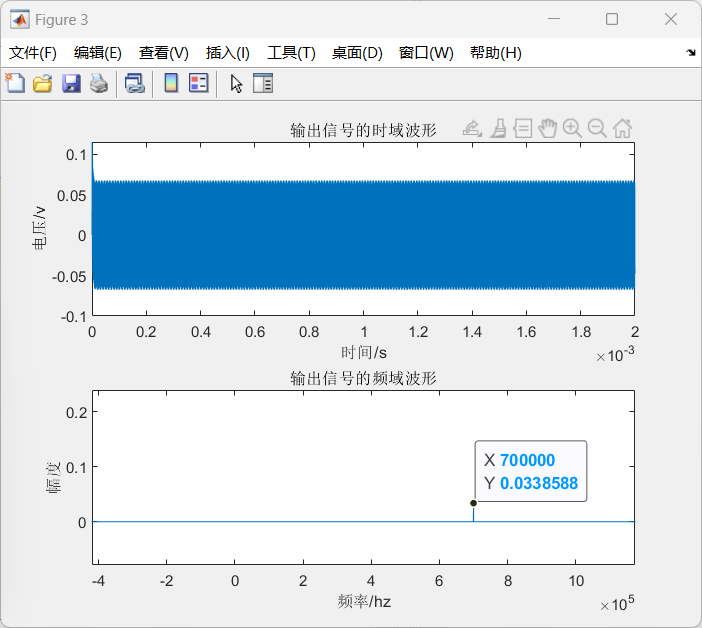 Figure 3
文件(F) 编辑(E) 查看(V) 插入(I) 工具(T) 桌面(D) 窗口(W) 帮助(H)
输出信号的时域波形
0.1
0.05
0
-0.05
-0.1
电压/v
0 0.2 0.4 0.6 0.8 1 1.2 1.4 1.6 1.8 2
时间/s
×10-3
输出信号的频域波形
0.2
0.1
0
幅度
X 700000
Y 0.0338588
-4 -2 0 2 4 6 8 10
频率/hz
×105